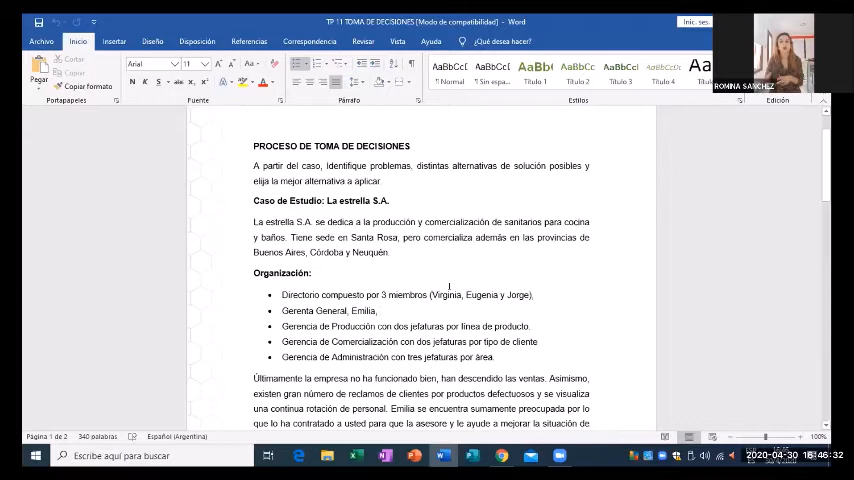 TP 11 TOMA DE DECISIONES [Modo de compatibilidad] - Word
Inic. ses.
Archivo Inicio Insertar Diseño Disposición Referencias Correspondencia Revisar Vista Ayuda ¿Qué desea hacer?
Pegar
Cortar
Copiar
Copiar formato
Portapapeles
Arial 11
N K S
Fuente
Párrafo
AaBbCcDc ¶ Normal
AaBbCcDc ¶ Sin espa...
AaBbC Título 1
AaBbCcD Título 2
AaBbCcI Título 3
AaBbCcDc Título 4
Estilos
Edición
ROMINA SANCHEZ
PROCESO DE TOMA DE DECISIONES
A partir del caso, Identifique problemas, distintas alternativas de solución posibles y
elija la mejor alternativa a aplicar.
Caso de Estudio: La estrella S.A.
La estrella S.A. se dedica a la producción y comercialización de sanitarios para cocina
y baños. Tiene sede en Santa Rosa, pero comercializa además en las provincias de
Buenos Aires, Córdoba y Neuquén.
Organización:
• Directorio compuesto por 3 miembros (Virginia, Eugenia y Jorge),
• Gerenta General, Emilia,
• Gerencia de Producción con dos jefaturas por línea de producto.
• Gerencia de Comercialización con dos jefaturas por tipo de cliente
• Gerencia de Administración con tres jefaturas por área.
Últimamente la empresa no ha funcionado bien, han descendido las ventas. Asimismo,
existen gran número de reclamos de clientes por productos defectuosos y se visualiza
una continua rotación de personal. Emilia se encuentra sumamente preocupada por lo
que lo ha contratado a usted para que la asesore y le ayude a mejorar la situación de
Página 1 de 2 340 palabras Español (Argentina) 100%
Escribe aquí para buscar
2020-04-30 16:46:32